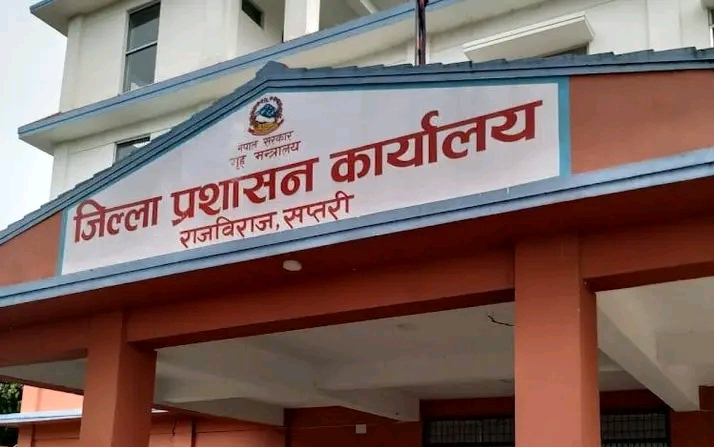 नेपाल सरकार
गृह मन्त्रालय
जिल्ला प्रशासन कार्यालय
राजविराज, सप्तरी